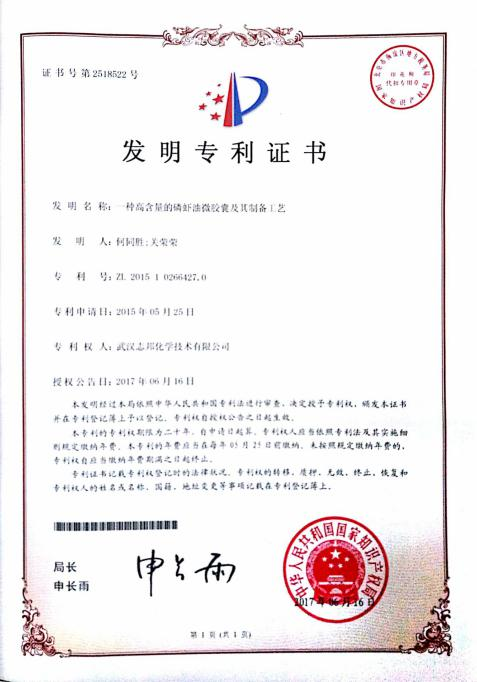 证书号第2518522号
发明专利证书
发明名称：一种高含量的磷虾油微胶囊及其制备工艺
发明人：何同胜;关荣荣
专利号：ZL 2015 1 0266427.0
专利申请日：2015年05月25日
专利权人：武汉志邦化学技术有限公司
授权公告日：2017年06月16日
本发明经过本局依照中华人民共和国专利法进行审查，决定授予专利权，颁发本证书
并在专利登记簿上予以登记。专利权自授权公告之日起生效。
本专利的专利权期限为二十年，自申请日起算。专利权人应当依照专利法及其实施细
则规定缴纳年费。本专利的年费应当在每年05月25日前缴纳。未按照规定缴纳年费的，
专利权自应当缴纳年费期满之日起终止。
专利证书记载专利权登记时的法律状况。专利权的转移、质押、无效、终止、恢复和
专利权人的姓名或名称、国籍、地址变更等事项记载在专利登记簿上。
局长
申长雨
申长雨
中华人民共和国国家知识产权局
2017年06月16日
第1页(共1页)